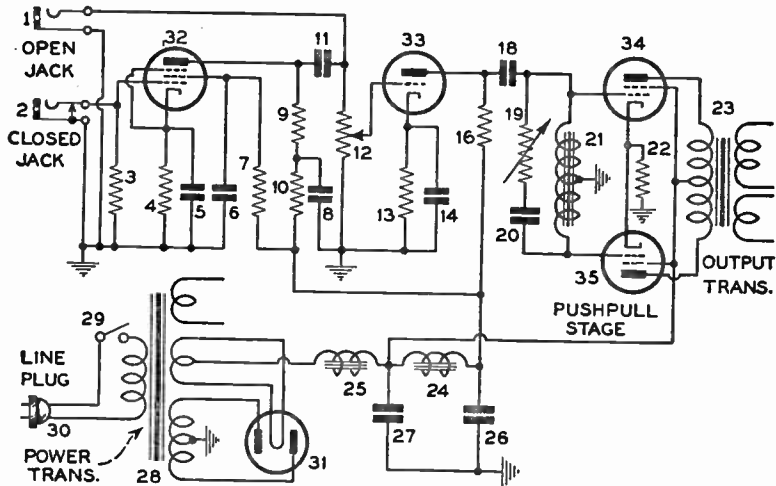 1
OPEN
JACK
2
CLOSED
JACK
32
11
33
18
34
3
4
5
6
7
9
10
8
12
13
14
16
19
20
21
22
23
35
PUSHPULL
STAGE
OUTPUT
TRANS.
29
LINE
PLUG
30
POWER
TRANS.
28
31
25
24
27
26